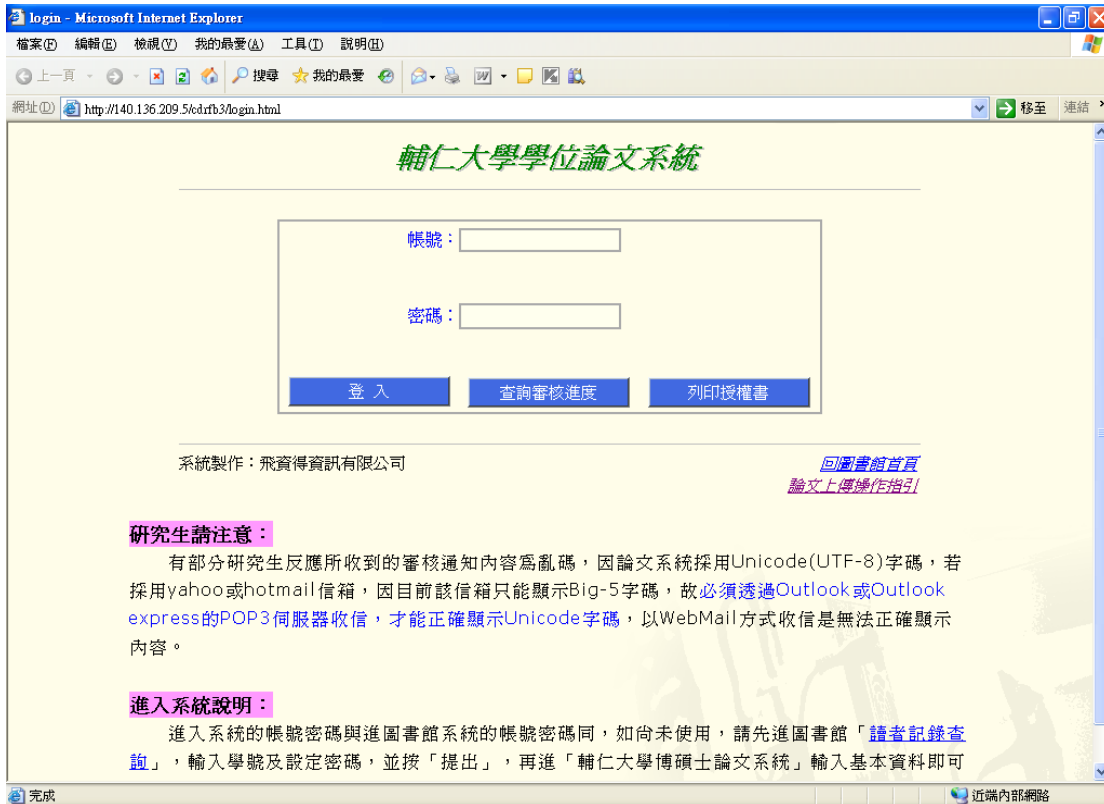 login - Microsoft Internet Explorer
檔案(F) 編輯(E) 檢視(V) 我的最愛(A) 工具(T) 說明(H)
上一頁 搜尋 我的最愛
網址(D) http://140.136.209.5/cdrfb3/login.html 移至 連結
輔仁大學學位論文系統
帳號：
密碼：
登 入 查詢審核進度 列印授權書
系統製作：飛資得資訊有限公司 回圖書館首頁
論文上傳操作指引
研究生請注意：
有部分研究生反應所收到的審核通知內容為亂碼，因論文系統採用Unicode(UTF-8)字碼，若
採用yahoo或hotmail信箱，因目前該信箱只能顯示Big-5字碼，故必須透過Outlook或Outlook
express的POP3伺服器收信，才能正確顯示Unicode字碼，以WebMail方式收信是無法正確顯示
內容。
進入系統說明：
進入系統的帳號密碼與進圖書館系統的帳號密碼同，如尚未使用，請先進圖書館「讀者記錄查
詢」，輸入學號及設定密碼，並按「提出」，再進「輔仁大學博碩士論文系統」輸入基本資料即可
完成 近端內部網路